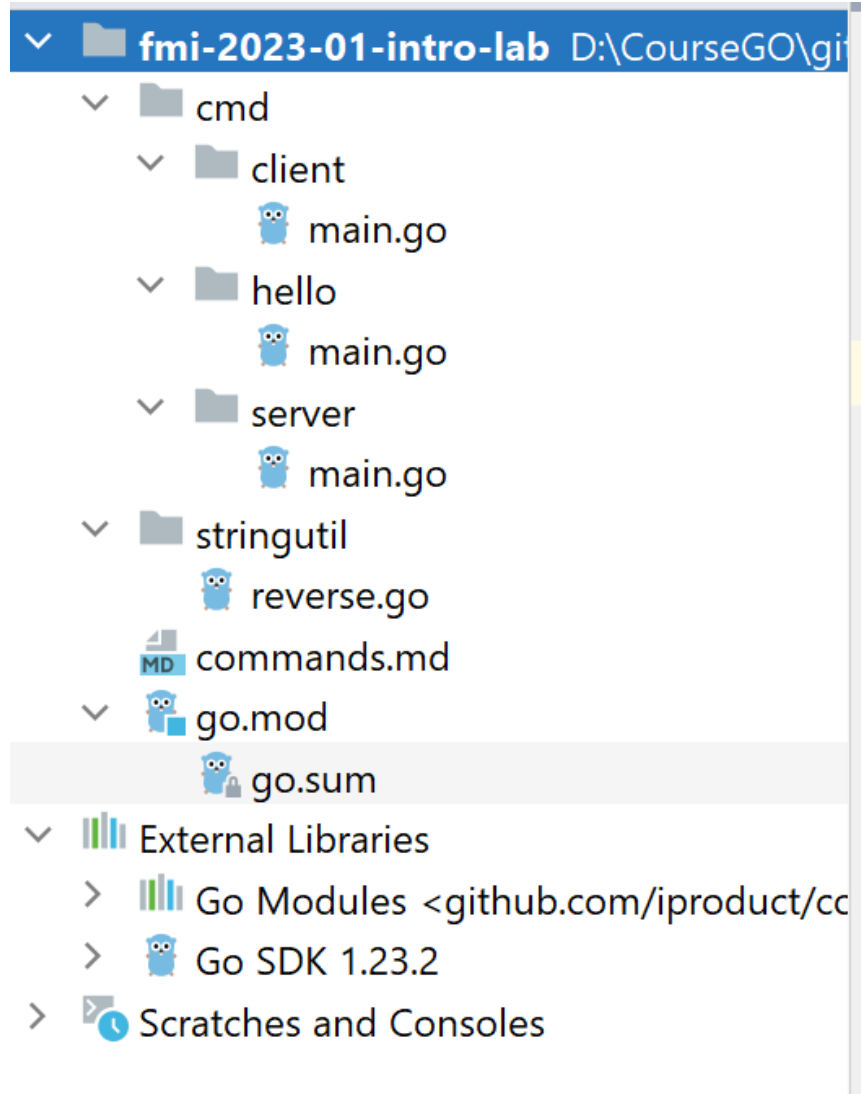 fmi-2023-01-intro-lab D:\CourseGO\git
cmd
client
main.go
hello
main.go
server
main.go
stringutil
reverse.go
MD commands.md
go.mod
go.sum
External Libraries
Go Modules <github.com/iproduct/cc
Go SDK 1.23.2
Scratches and Consoles